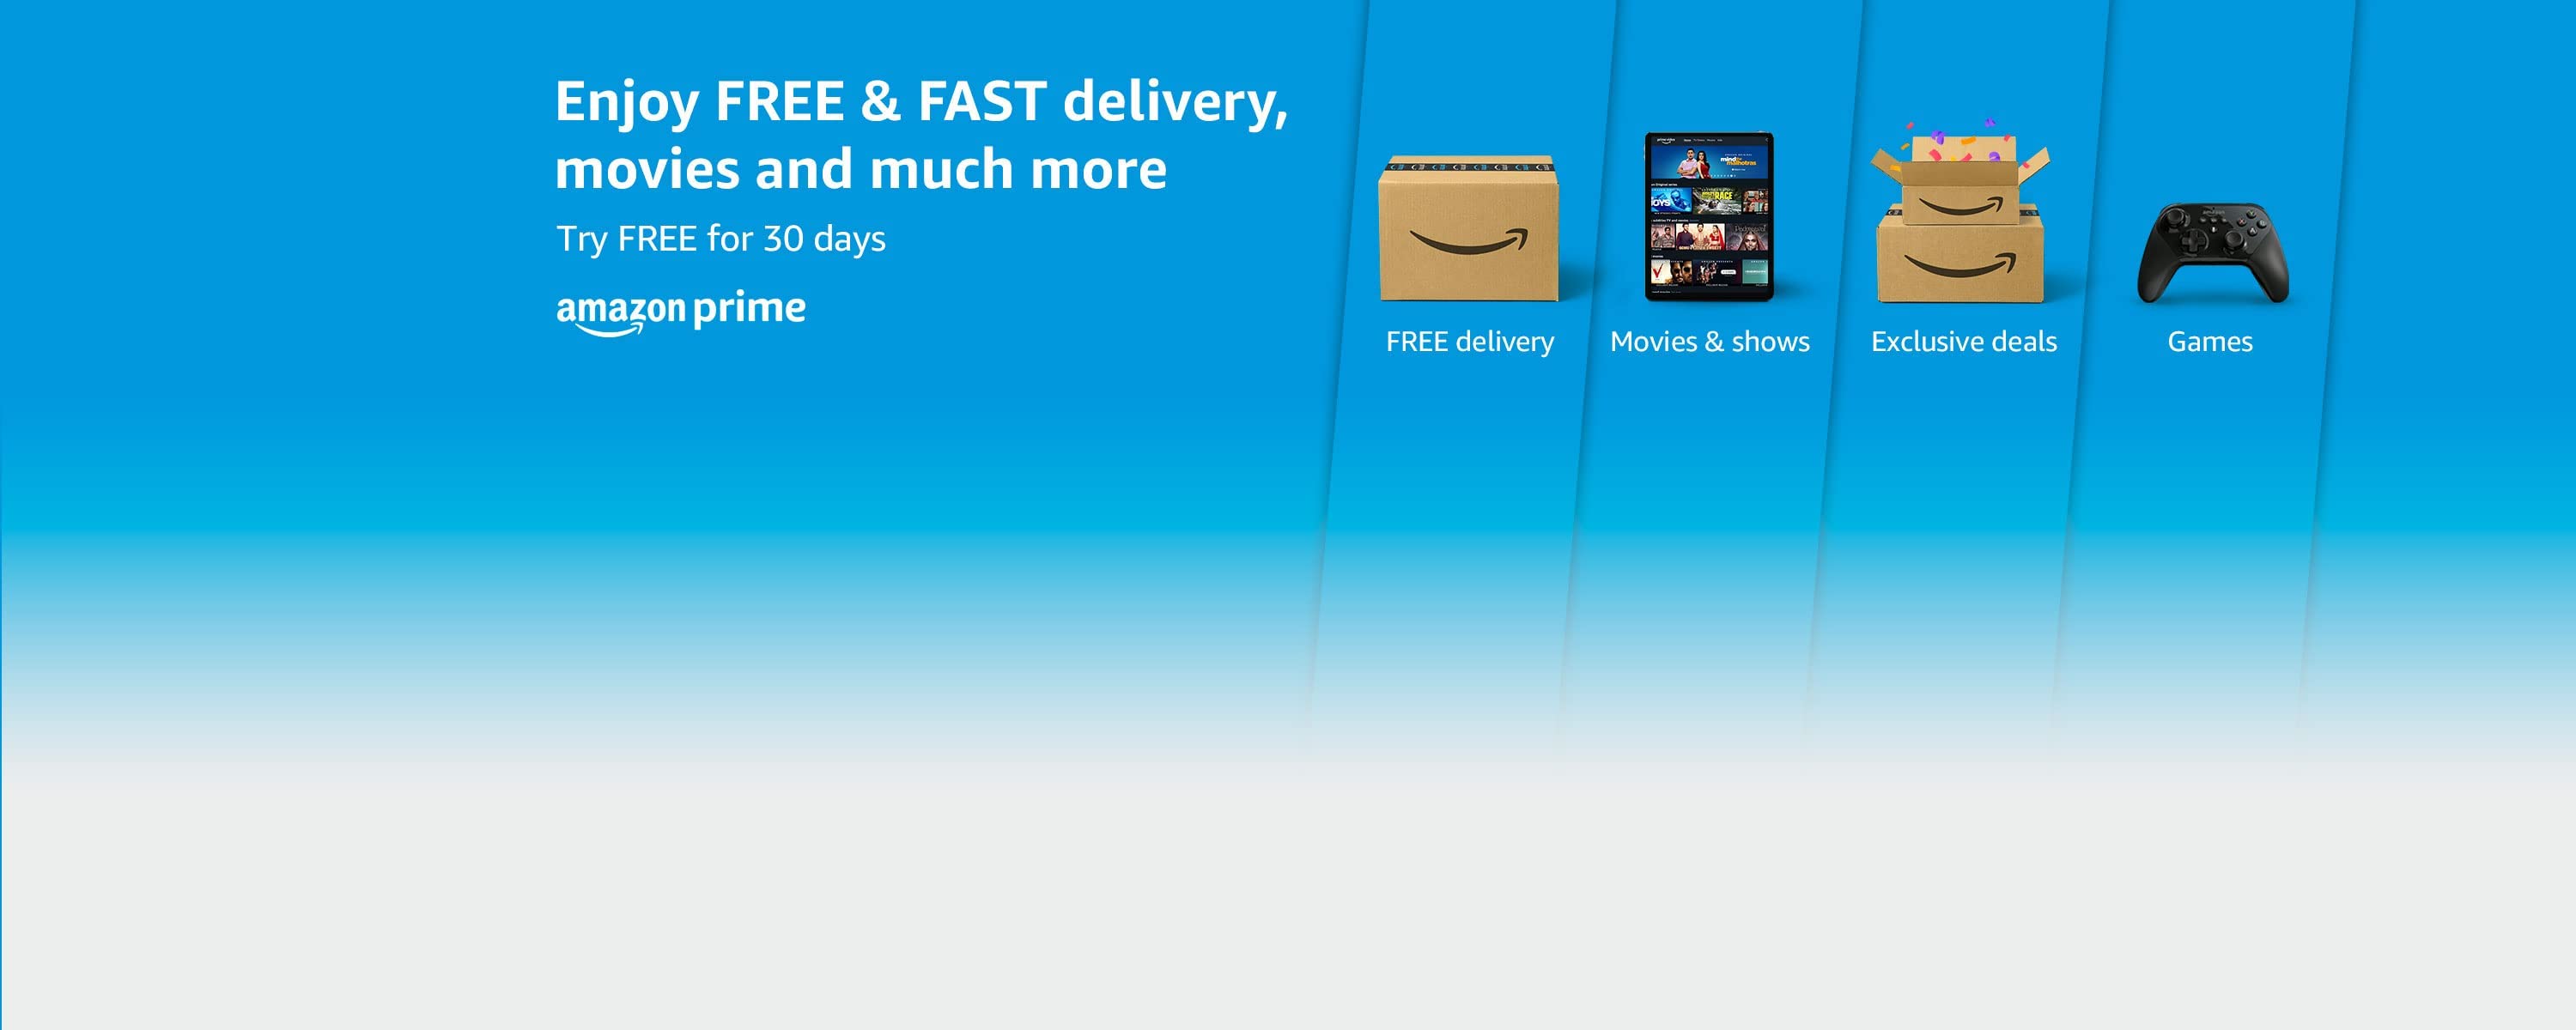 Enjoy FREE & FAST delivery,
movies and much more
Try FREE for 30 days
amazon prime
FREE delivery
Movies & shows
Exclusive deals
Games